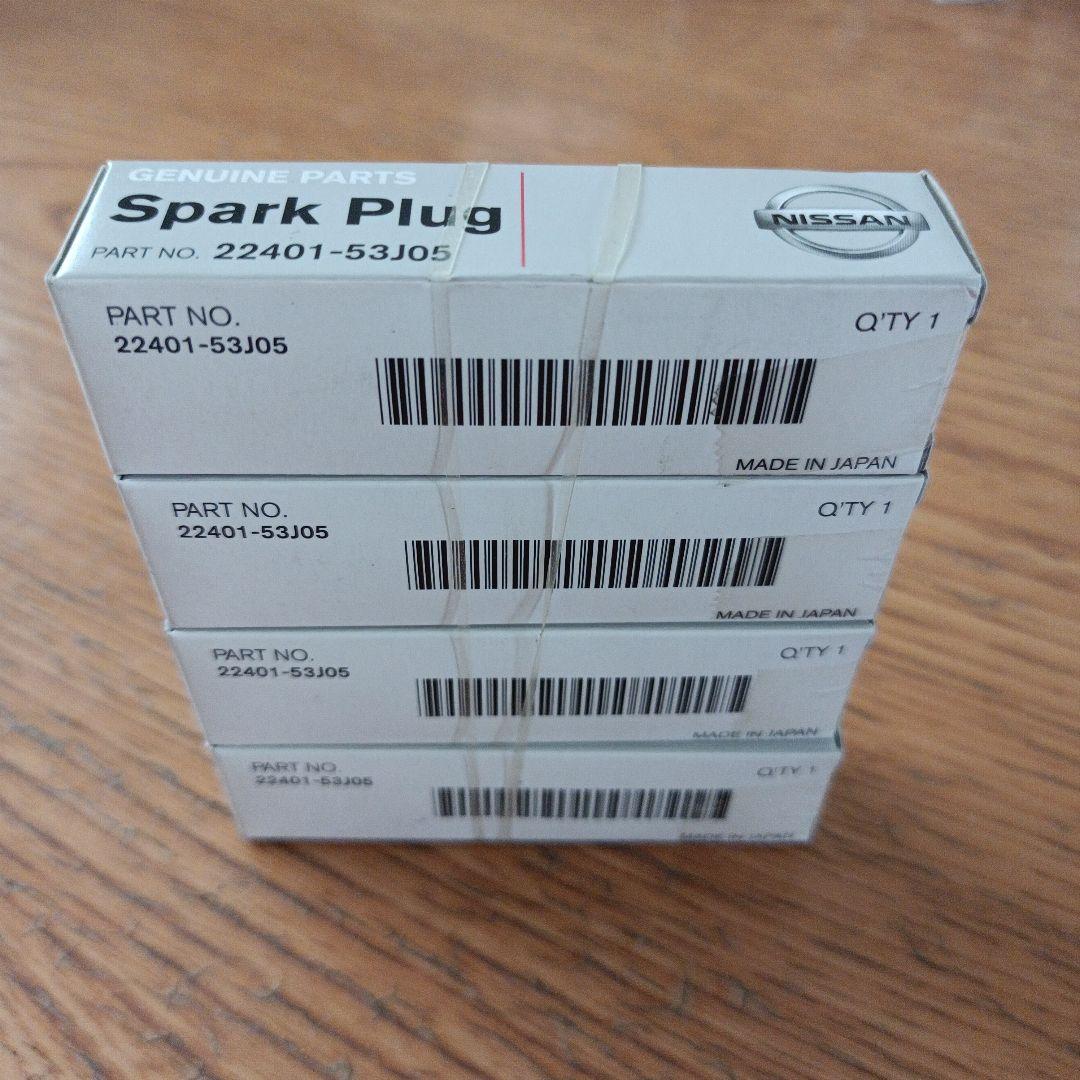 GENUINE PARTS
Spark Plug
PART NO. 22401-53J05
NISSAN
PART NO.
22401-53J05
Q'TY 1
MADE IN JAPAN
PART NO.
22401-53J05
Q'TY 1
MADE IN JAPAN
PART NO.
22401-53J05
Q'TY 1
MADE IN JAPAN
PART NO.
22401-53J05
Q'TY 1
MADE IN JAPAN